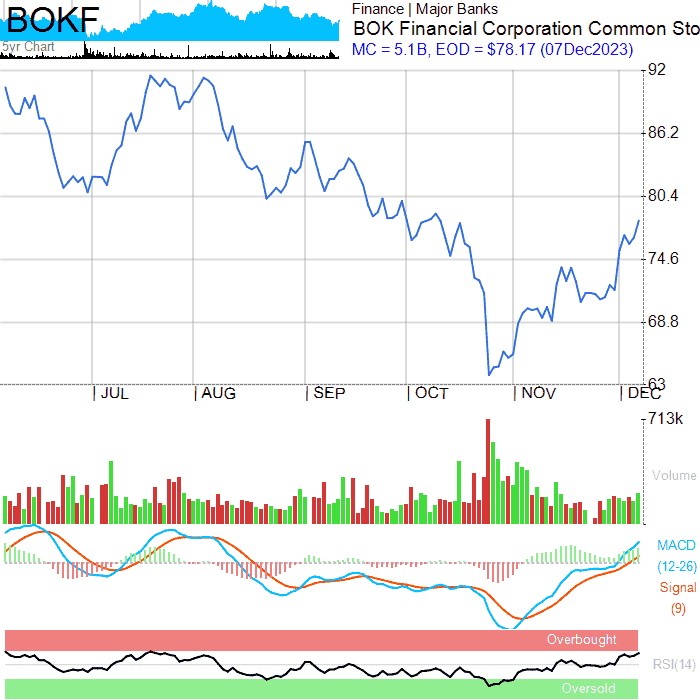 BOKF
5yr Chart
Finance | Major Banks
BOK Financial Corporation Common Sto
MC = 5.1B, EOD = $78.17 (07Dec2023)
92
86.2
80.4
74.6
68.8
63
JUL
AUG
SEP
OCT
NOV
DEC
713k
Volume
MACD
(12-26)
Signal
(9)
Overbought
RSI(14)
Oversold